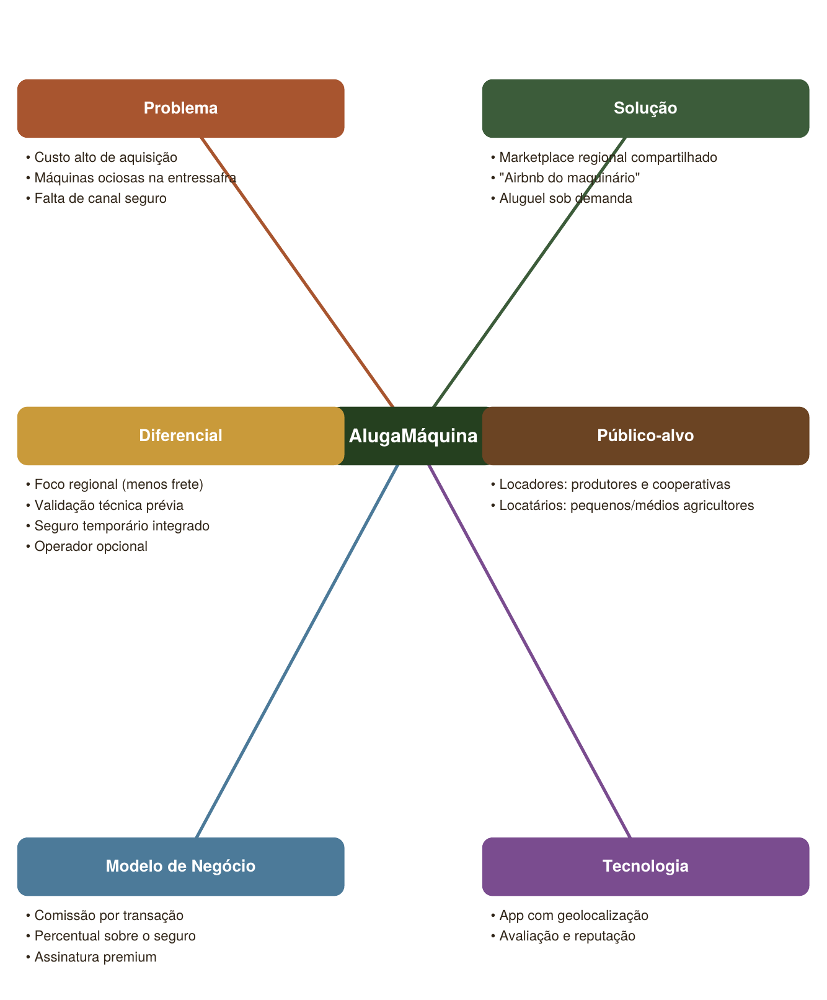 Problema
• Custo alto de aquisição
• Máquinas ociosas na entressafra
• Falta de canal seguro
Solução
• Marketplace regional compartilhado
• "Airbnb do maquinário"
• Aluguel sob demanda
Diferencial
• Foco regional (menos frete)
• Validação técnica prévia
• Seguro temporário integrado
• Operador opcional
AlugaMáquina
Público-alvo
• Locadores: produtores e cooperativas
• Locatários: pequenos/médios agricultores
Modelo de Negócio
• Comissão por transação
• Percentual sobre o seguro
• Assinatura premium
Tecnologia
• App com geolocalização
• Avaliação e reputação